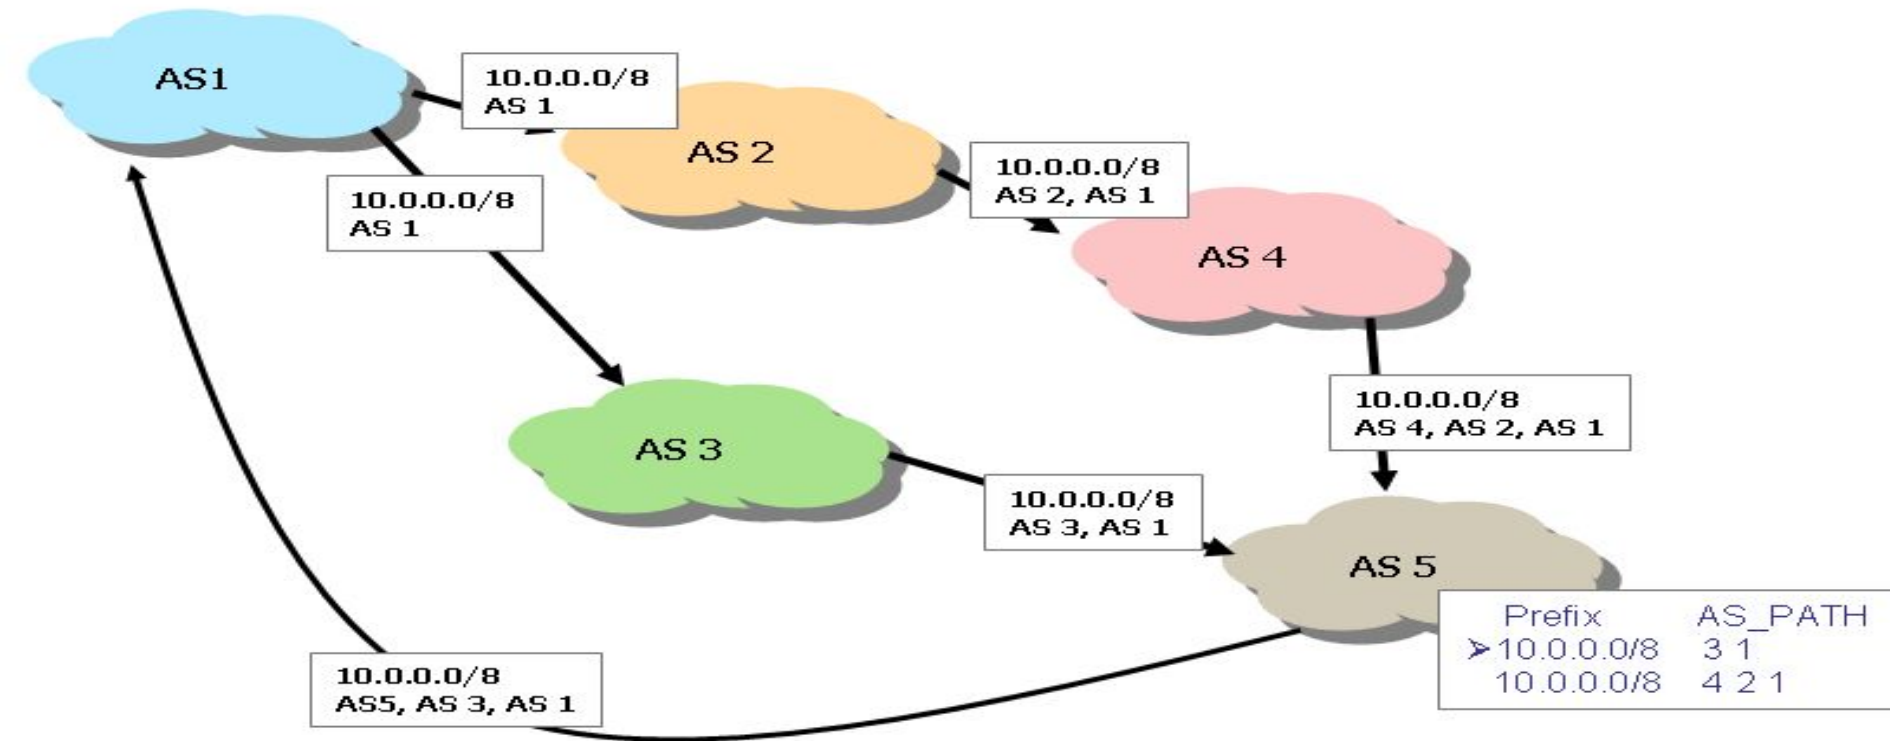 AS1
10.0.0.0/8
AS 1
AS 2
10.0.0.0/8
AS 2, AS 1
10.0.0.0/8
AS 1
AS 4
10.0.0.0/8
AS 4, AS 2, AS 1
AS 3
10.0.0.0/8
AS 3, AS 1
AS 5
Prefix AS_PATH
➢10.0.0.0/8 3 1
10.0.0.0/8 4 2 1
10.0.0.0/8
AS5, AS 3, AS 1